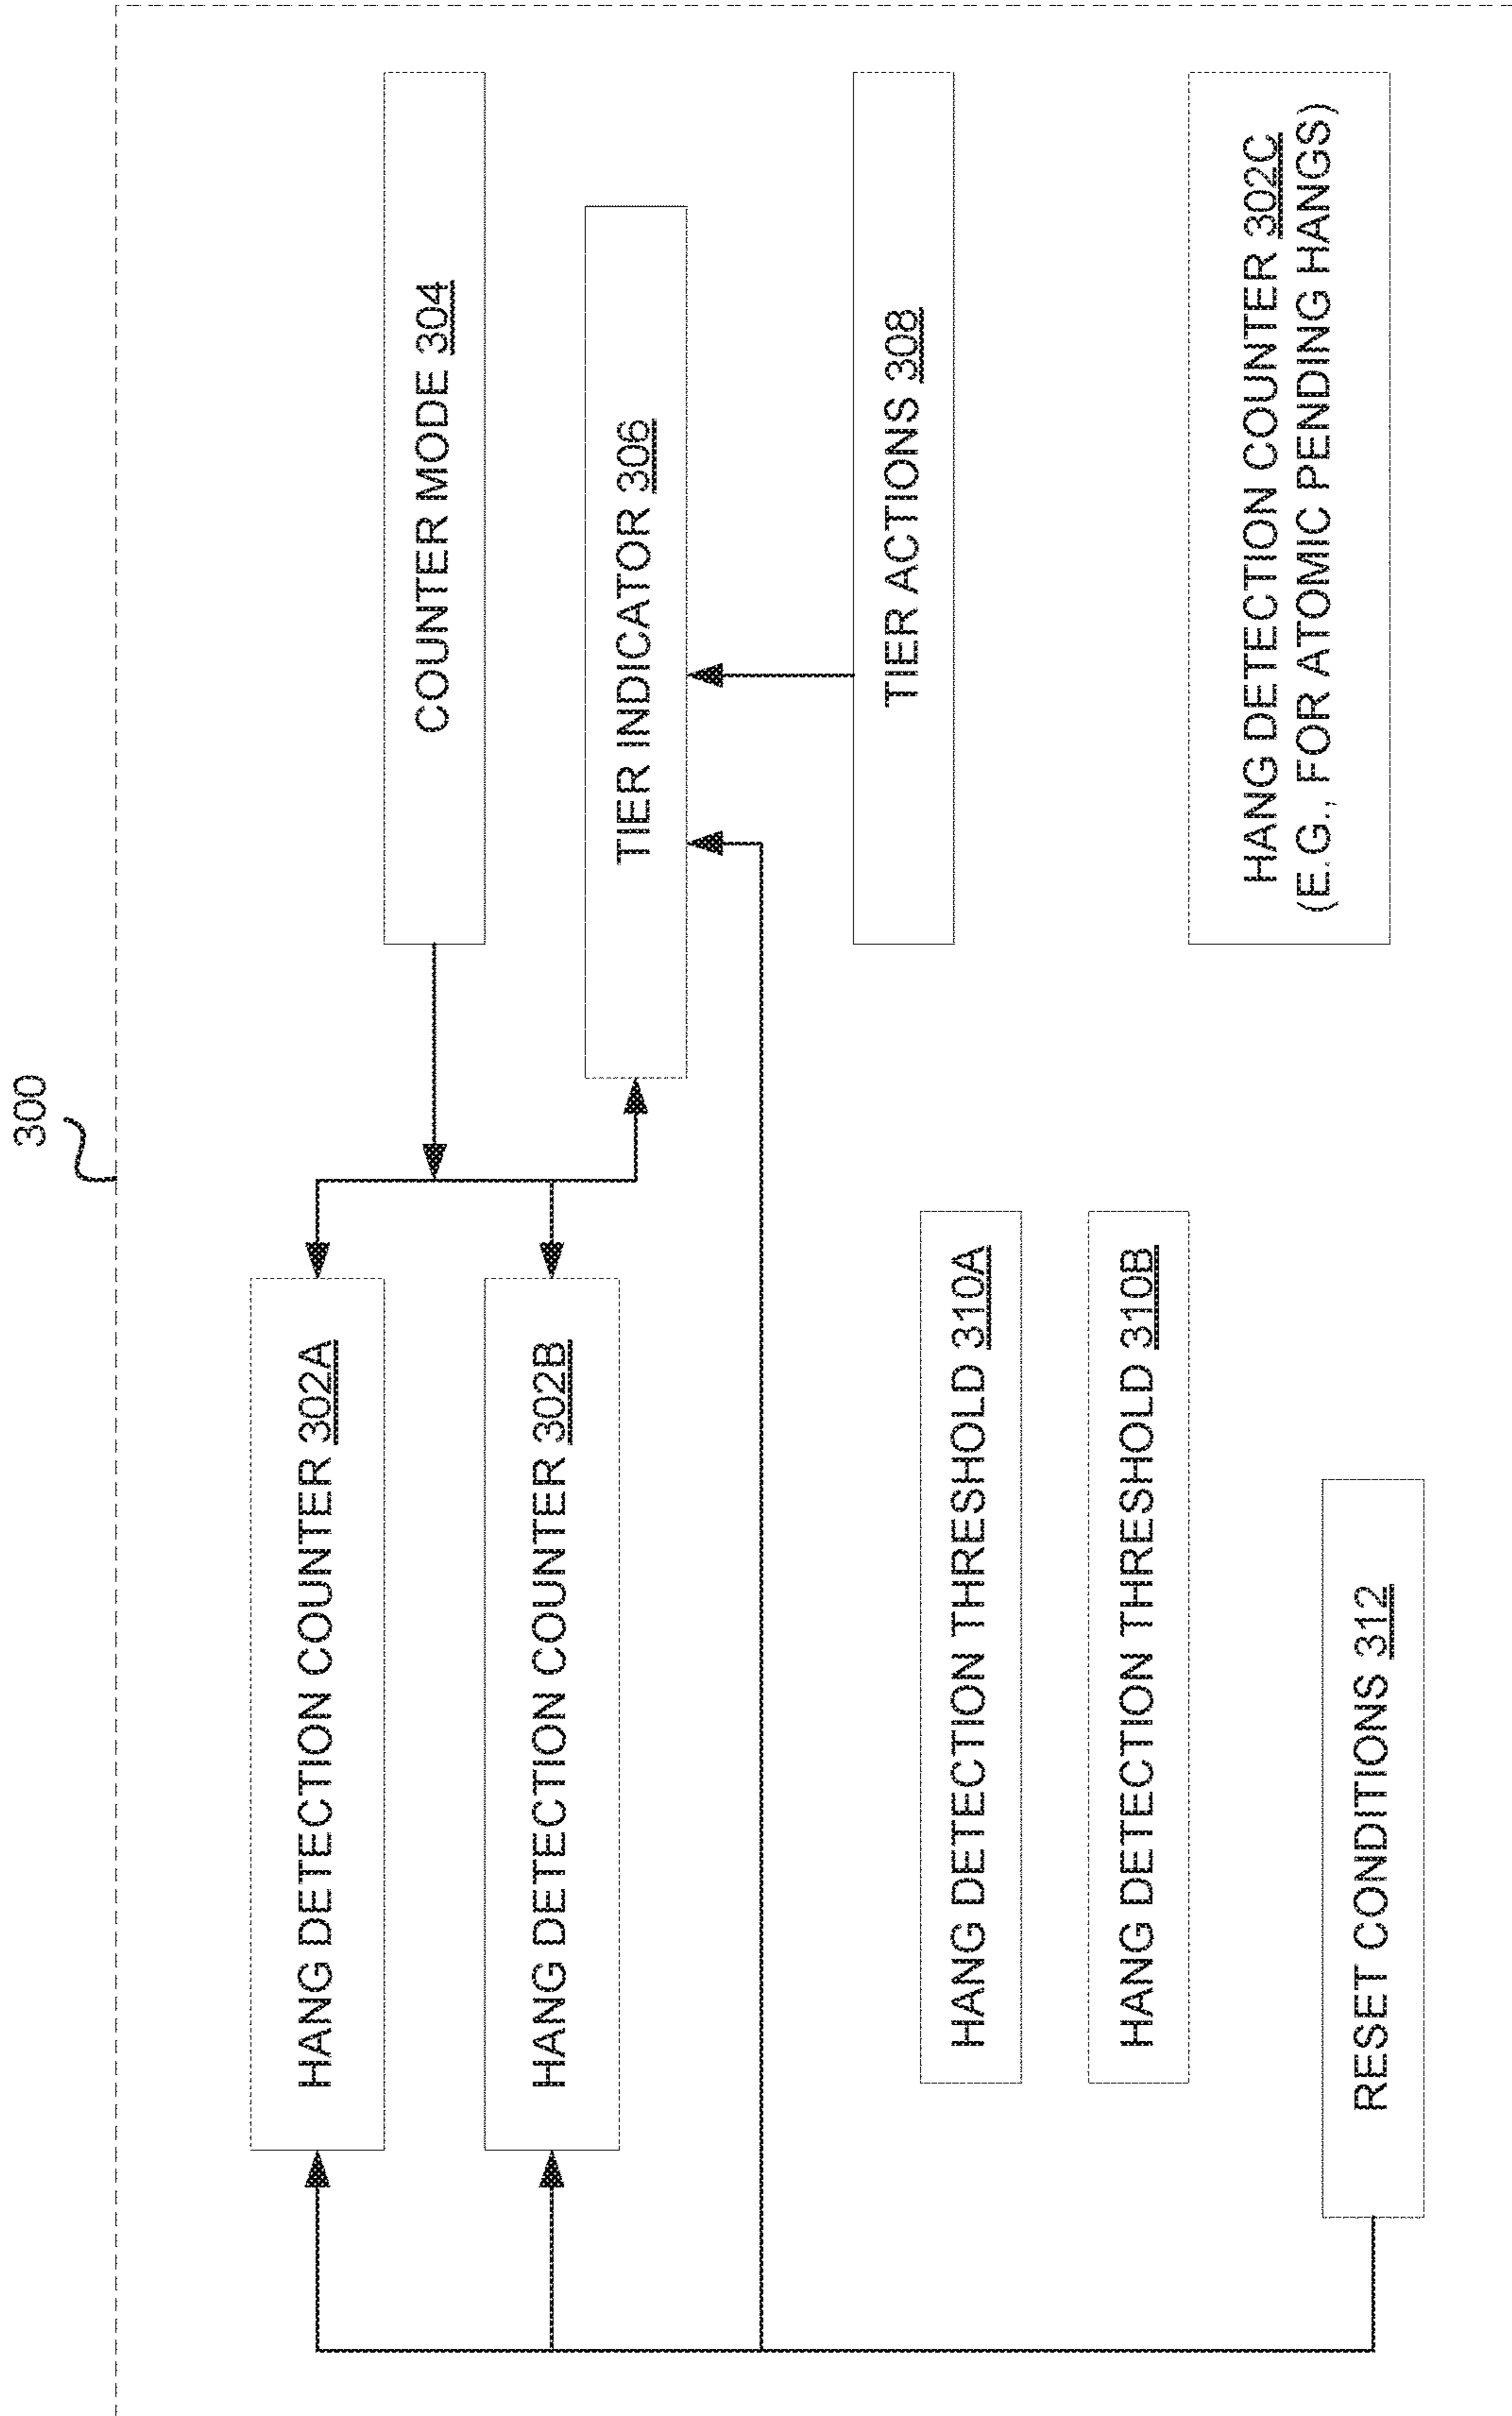 300
HANG DETECTION COUNTER 302A
HANG DETECTION COUNTER 302B
COUNTER MODE 304
TIER INDICATOR 306
TIER ACTIONS 308
HANG DETECTION THRESHOLD 310A
HANG DETECTION THRESHOLD 310B
HANG DETECTION COUNTER 302C
(E.G., FOR ATOMIC PENDING HANGS)
RESET CONDITIONS 312